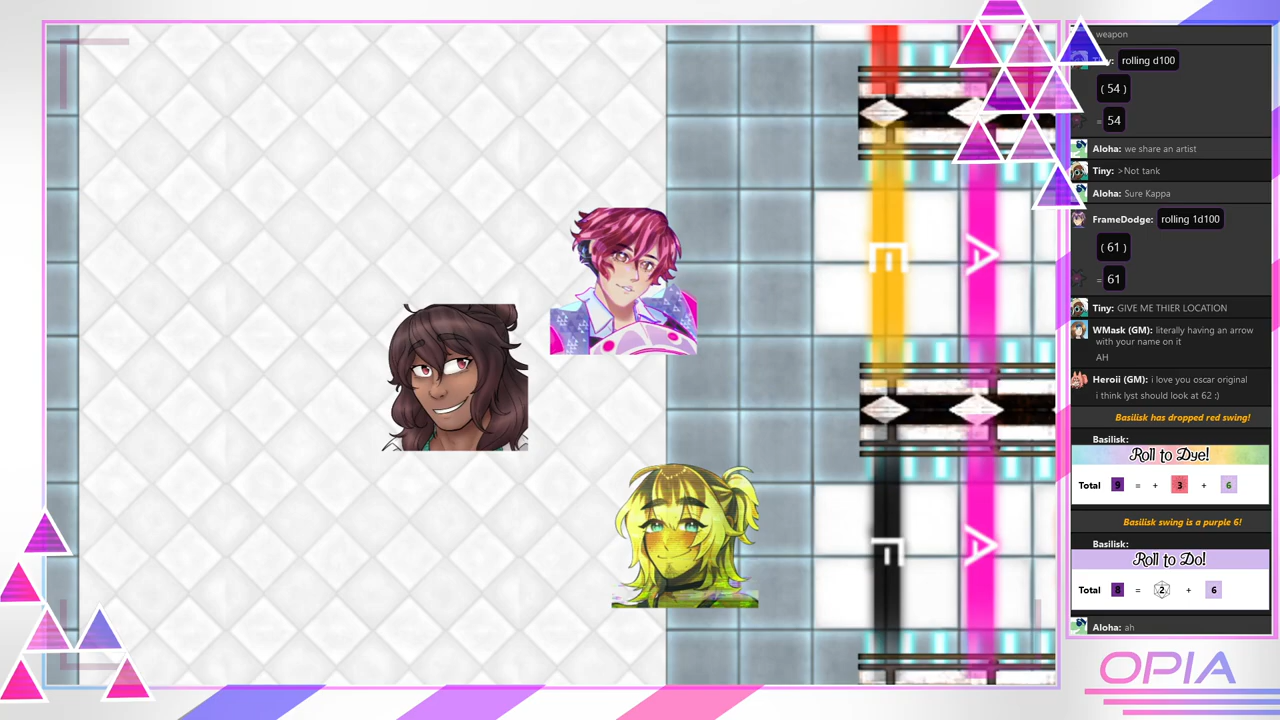 weapon
rolling d100
( 54 )
= 54
Aloha: we share an artist
Tiny: >Not tank
Aloha: Sure Kappa
FrameDodge: rolling 1d100
( 61 )
= 61
Tiny: GIVE ME THIER LOCATION
WMask (GM): literally having an arrow
with your name on it
AH
Heroii (GM): i love you oscar original
i think lyst should look at 62 :)
Basilisk has dropped red swing!
Basilisk:
Roll to Dye!
Total 9 = + 3 + 6
Basilisk swing is a purple 6!
Basilisk:
Roll to Do!
Total 8 = 2 + 6
Aloha: ah
E A
A
OPIA